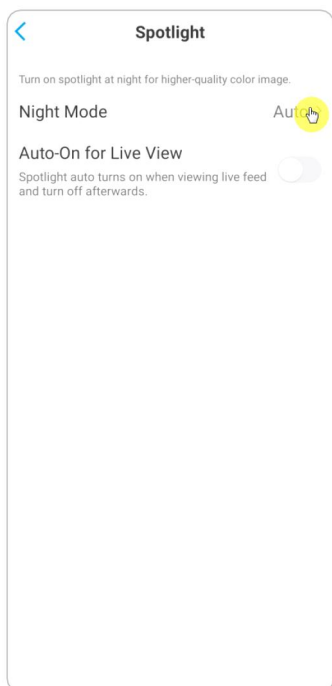 Spotlight
Turn on spotlight at night for higher-quality color image.
Night Mode
Auto
Auto-On for Live View
Spotlight auto turns on when viewing live feed
and turn off afterwards.